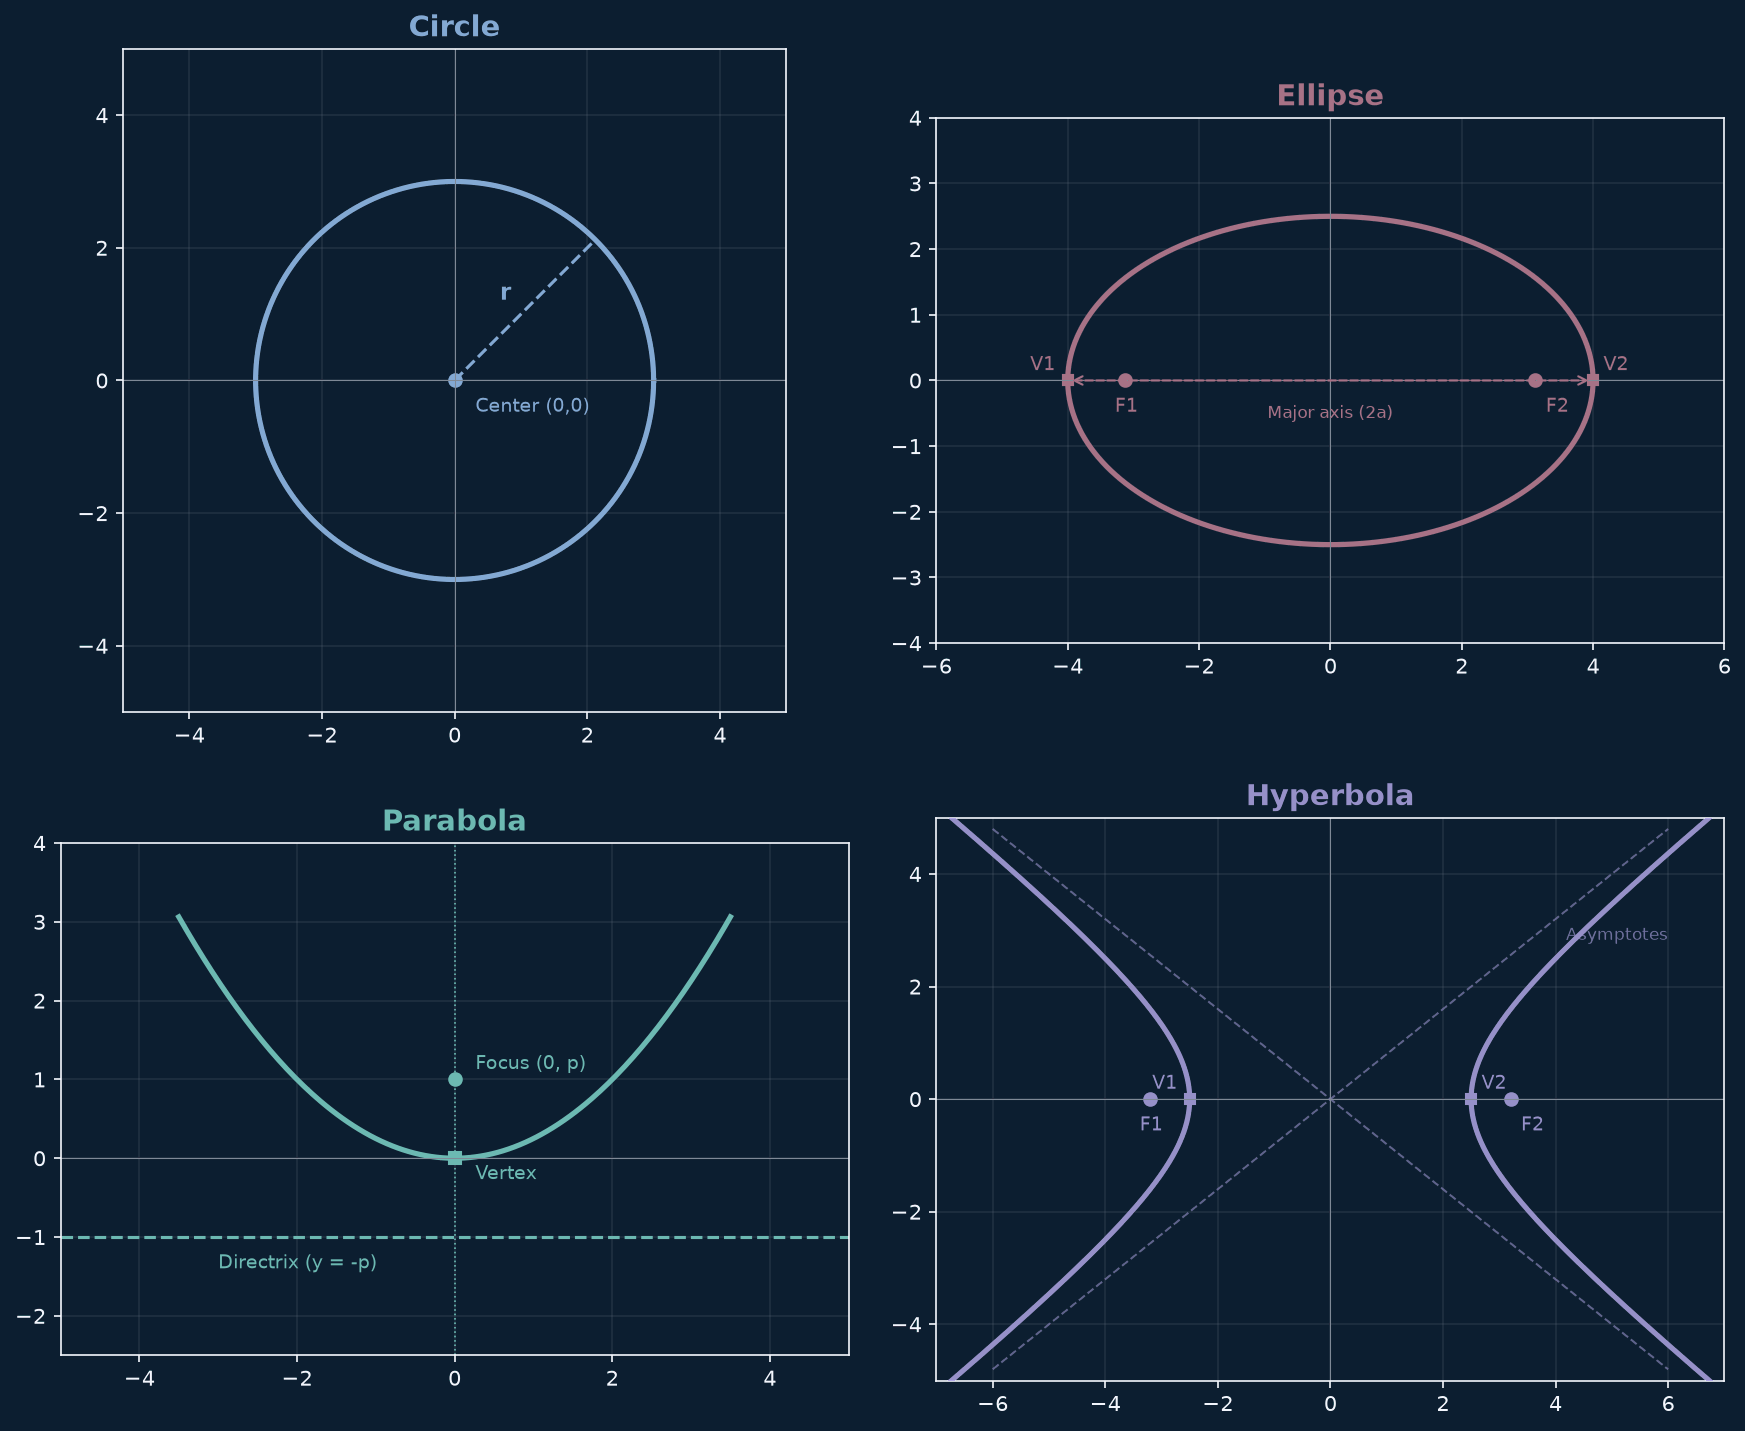 Circle
4
2
0
−2
−4
r
Center (0,0)
−4 −2 0 2 4
Ellipse
4
3
2
1
0
−1
−2
−3
−4
V1 V2
F1 F2
Major axis (2a)
−6 −4 −2 0 2 4 6
Parabola
4
3
2
1
0
−1
−2
Focus (0, p)
Vertex
Directrix (y = -p)
−4 −2 0 2 4
Hyperbola
4
2
0
−2
−4
Asymptotes
V1 V2
F1 F2
−6 −4 −2 0 2 4 6